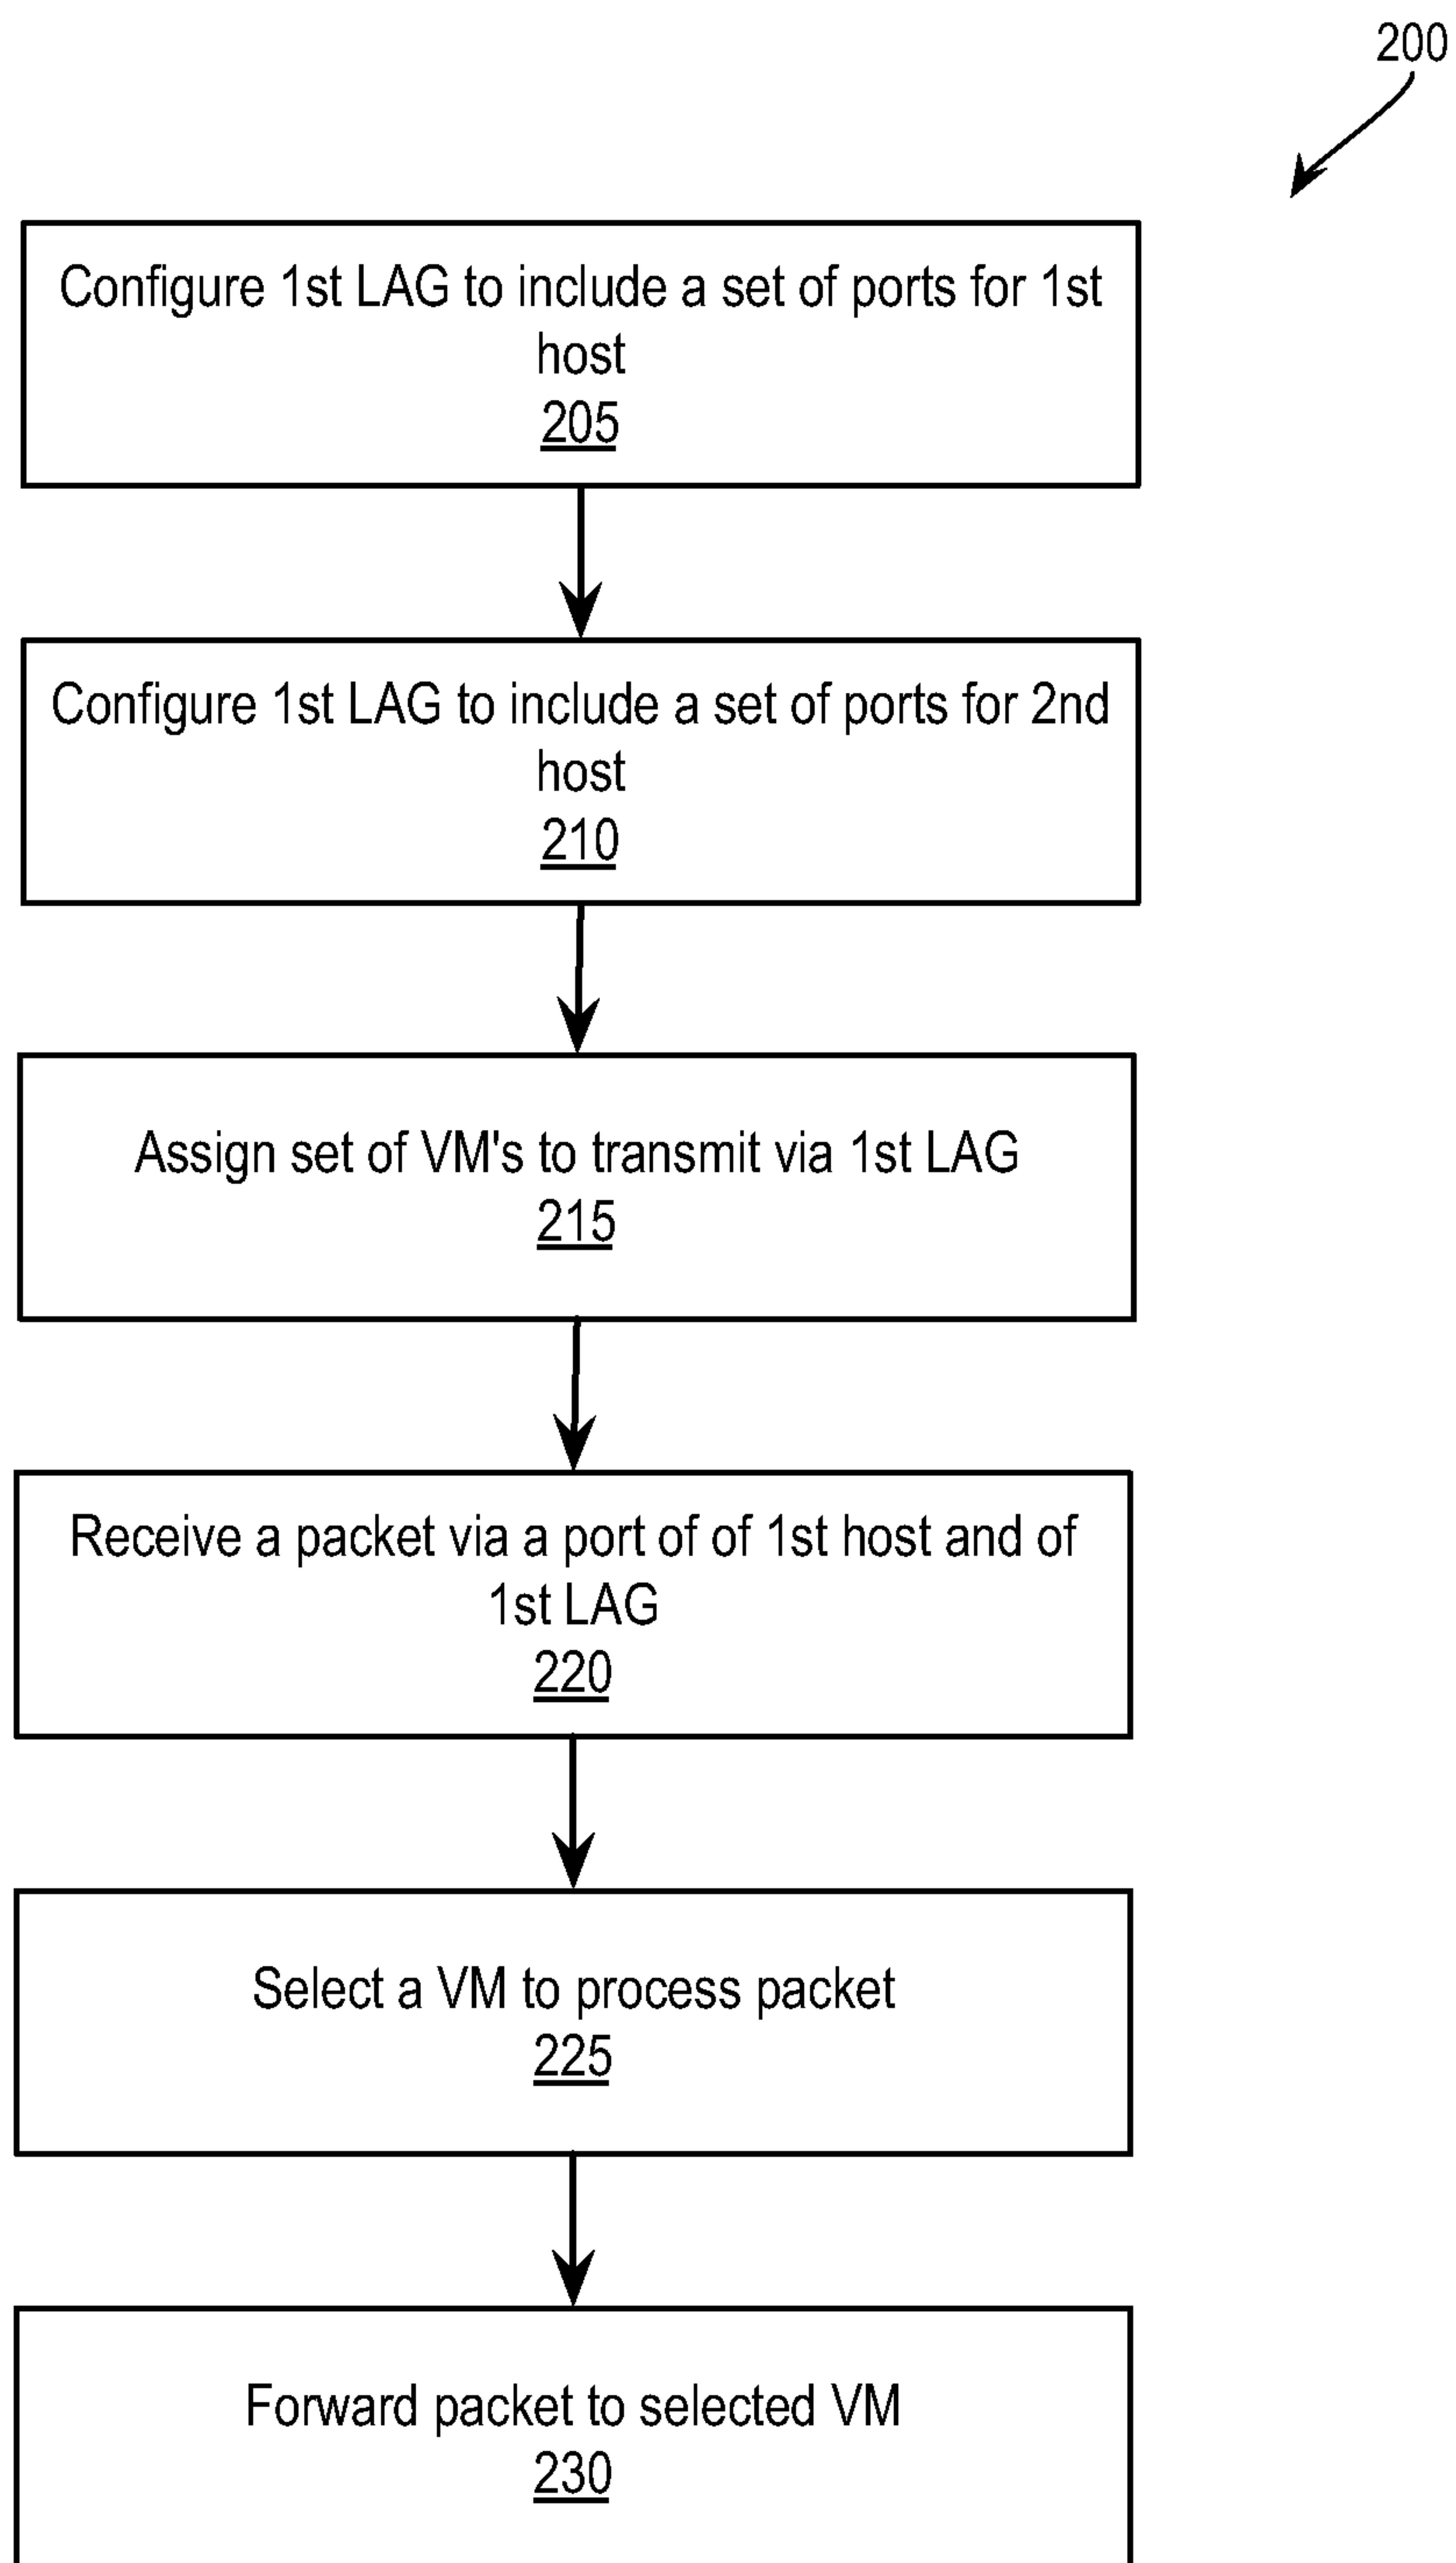 200
Configure 1st LAG to include a set of ports for 1st
host
205
Configure 1st LAG to include a set of ports for 2nd
host
210
Assign set of VM's to transmit via 1st LAG
215
Receive a packet via a port of of 1st host and of
1st LAG
220
Select a VM to process packet
225
Forward packet to selected VM
230